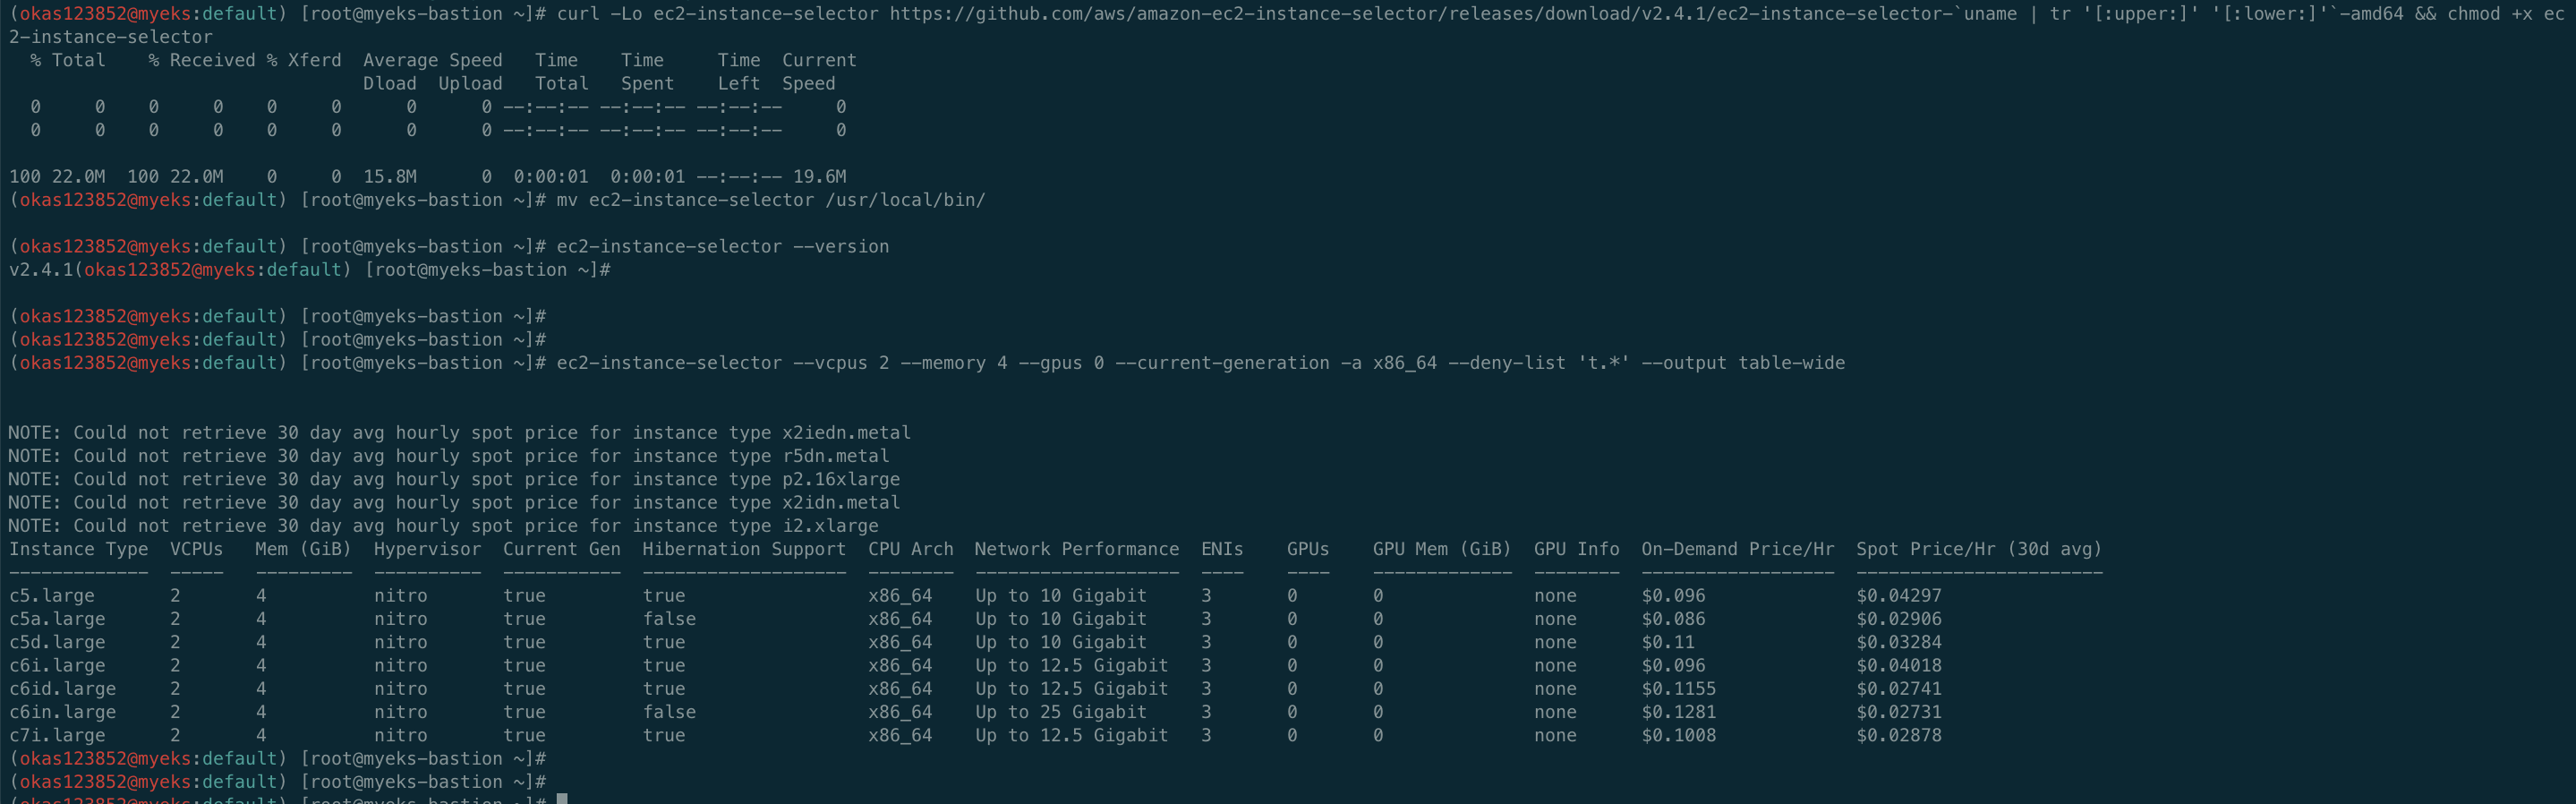 (okas123852@myeks:default) [root@myeks-bastion ~]# curl -Lo ec2-instance-selector https://github.com/aws/amazon-ec2-instance-selector/releases/download/v2.4.1/ec2-instance-selector-`uname | tr '[:upper:]' '[:lower:]'`-amd64 && chmod +x ec
2-instance-selector
  % Total    % Received % Xferd  Average Speed   Time    Time     Time  Current
                                 Dload  Upload   Total   Spent    Left  Speed
  0     0    0     0    0     0      0      0 --:--:-- --:--:-- --:--:--     0
  0     0    0     0    0     0      0      0 --:--:-- --:--:-- --:--:--     0
100 22.0M  100 22.0M    0     0  15.8M      0  0:00:01  0:00:01 --:--:-- 19.6M
(okas123852@myeks:default) [root@myeks-bastion ~]# mv ec2-instance-selector /usr/local/bin/
(okas123852@myeks:default) [root@myeks-bastion ~]# ec2-instance-selector --version
v2.4.1(okas123852@myeks:default) [root@myeks-bastion ~]#
(okas123852@myeks:default) [root@myeks-bastion ~]#
(okas123852@myeks:default) [root@myeks-bastion ~]#
(okas123852@myeks:default) [root@myeks-bastion ~]# ec2-instance-selector --vcpus 2 --memory 4 --gpus 0 --current-generation -a x86_64 --deny-list 't.*' --output table-wide
NOTE: Could not retrieve 30 day avg hourly spot price for instance type x2iedn.metal
NOTE: Could not retrieve 30 day avg hourly spot price for instance type r5dn.metal
NOTE: Could not retrieve 30 day avg hourly spot price for instance type p2.16xlarge
NOTE: Could not retrieve 30 day avg hourly spot price for instance type x2idn.metal
NOTE: Could not retrieve 30 day avg hourly spot price for instance type i2.xlarge
Instance Type  VCPUs   Mem (GiB)  Hypervisor  Current Gen  Hibernation Support  CPU Arch  Network Performance  ENIs    GPUs    GPU Mem (GiB)  GPU Info  On-Demand Price/Hr  Spot Price/Hr (30d avg)
-------------  -----   ---------  ----------  -----------  -------------------  --------  -------------------  ----    ----    -------------  --------  ------------------  -----------------------
c5.large       2       4          nitro       true         true                 x86_64    Up to 10 Gigabit     3       0       0              none      $0.096              $0.04297
c5a.large      2       4          nitro       true         false                x86_64    Up to 10 Gigabit     3       0       0              none      $0.086              $0.02906
c5d.large      2       4          nitro       true         true                 x86_64    Up to 10 Gigabit     3       0       0              none      $0.11               $0.03284
c6i.large      2       4          nitro       true         true                 x86_64    Up to 12.5 Gigabit   3       0       0              none      $0.096              $0.04018
c6id.large     2       4          nitro       true         true                 x86_64    Up to 12.5 Gigabit   3       0       0              none      $0.1155             $0.02741
c6in.large     2       4          nitro       true         false                x86_64    Up to 25 Gigabit     3       0       0              none      $0.1281             $0.02731
c7i.large      2       4          nitro       true         true                 x86_64    Up to 12.5 Gigabit   3       0       0              none      $0.1008             $0.02878
(okas123852@myeks:default) [root@myeks-bastion ~]#
(okas123852@myeks:default) [root@myeks-bastion ~]#
(okas123852@myeks:default) [root@myeks-bastion ~]#